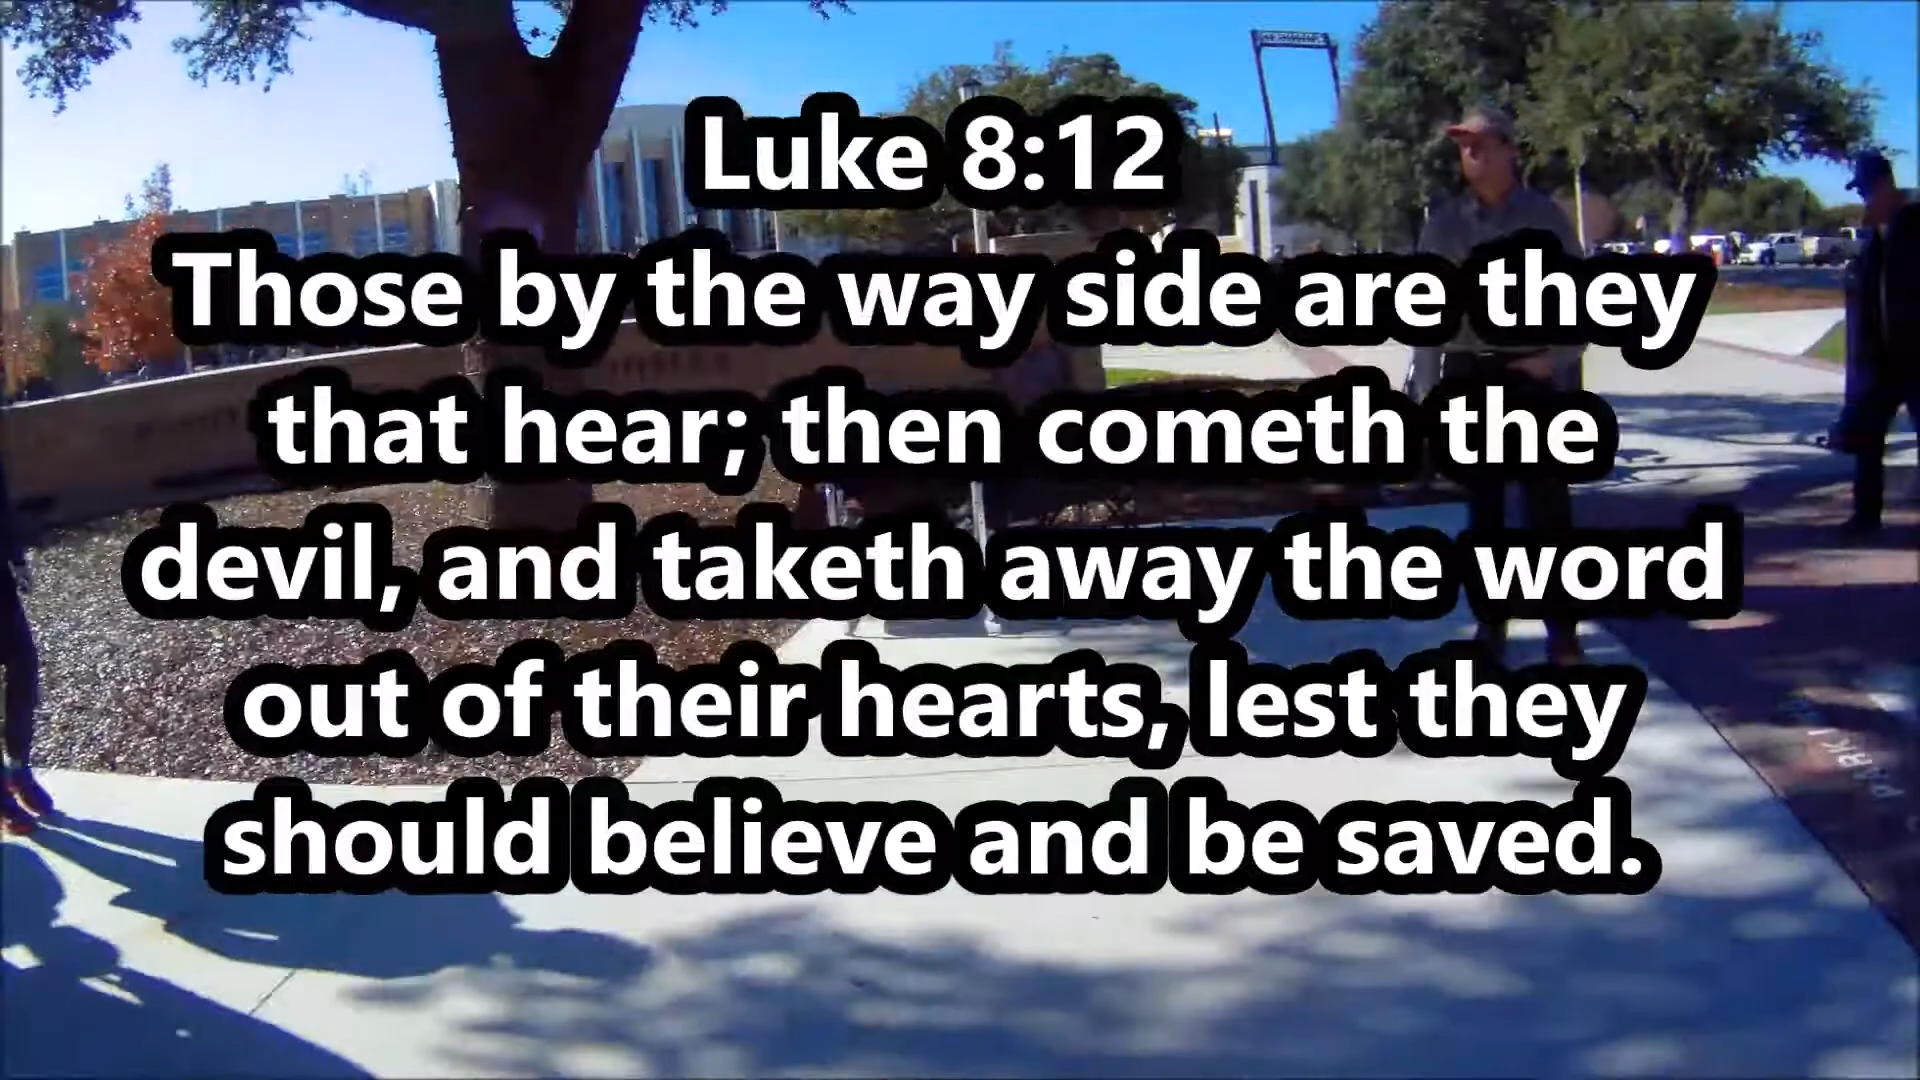 Luke 8:12
Those by the way side are they
that hear; then cometh the
devil, and taketh away the word
out of their hearts, lest they
should believe and be saved.